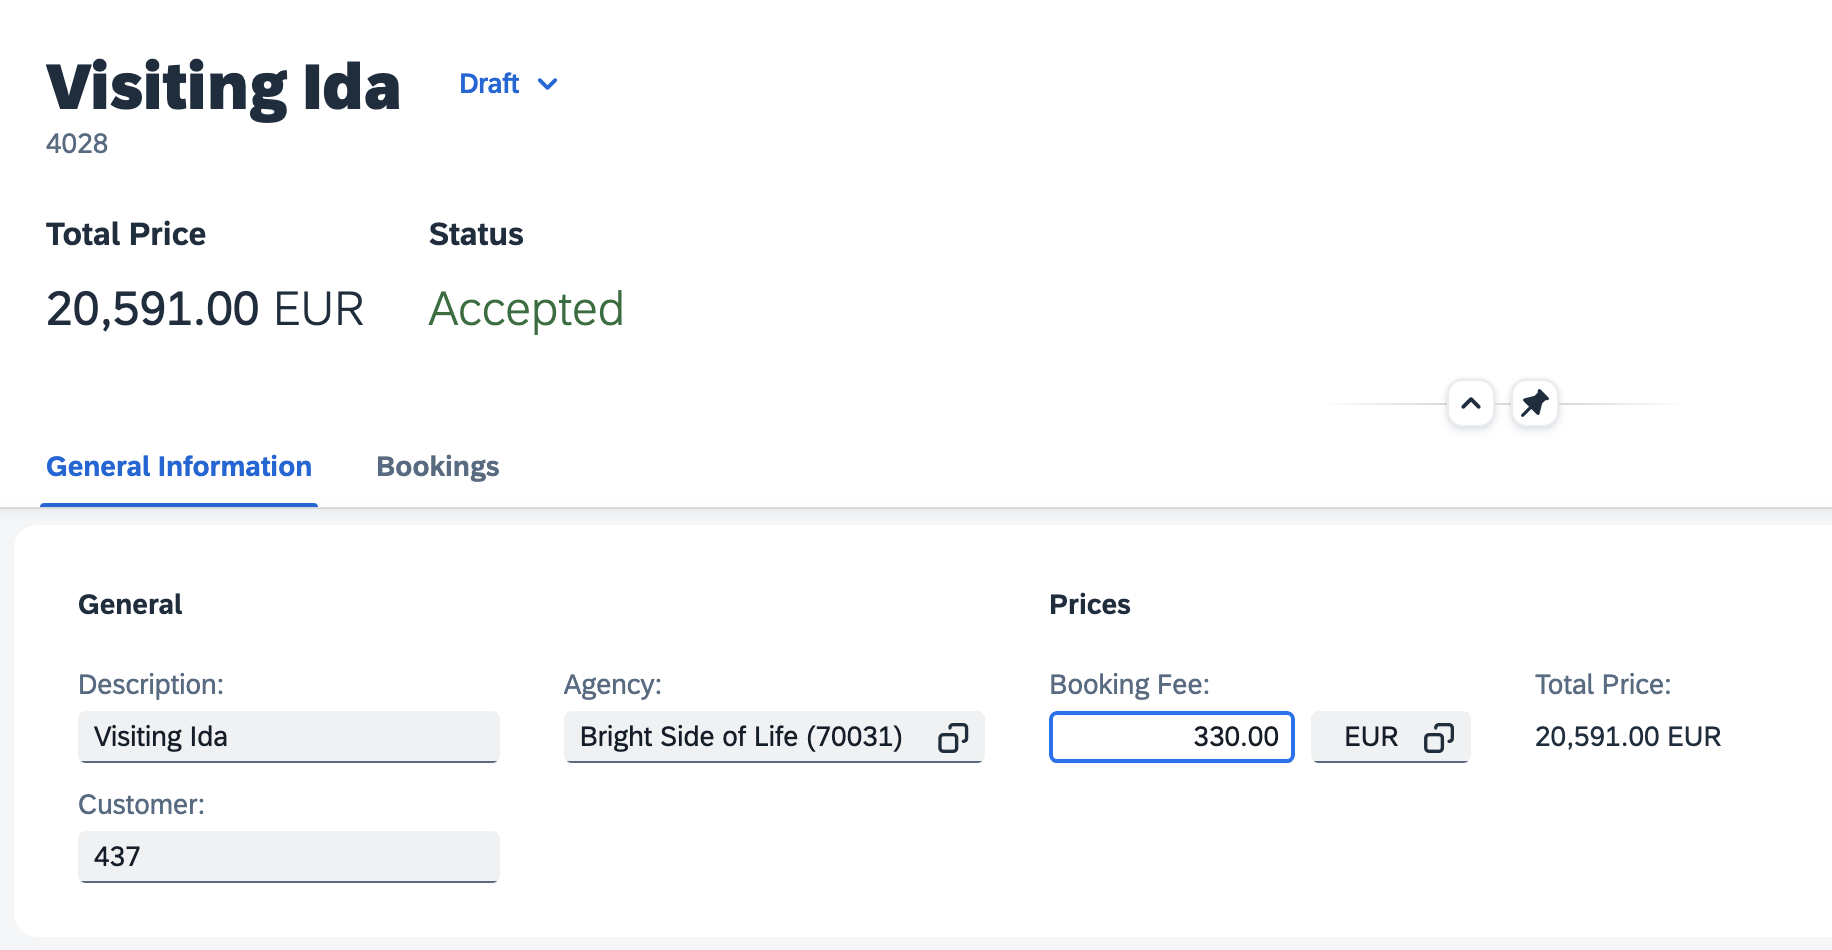 Visiting Ida Draft
4028
Total Price Status
20,591.00 EUR Accepted
General Information Bookings
General Prices
Description: Agency: Booking Fee: Total Price:
Visiting Ida Bright Side of Life (70031) 330.00 EUR 20,591.00 EUR
Customer:
437